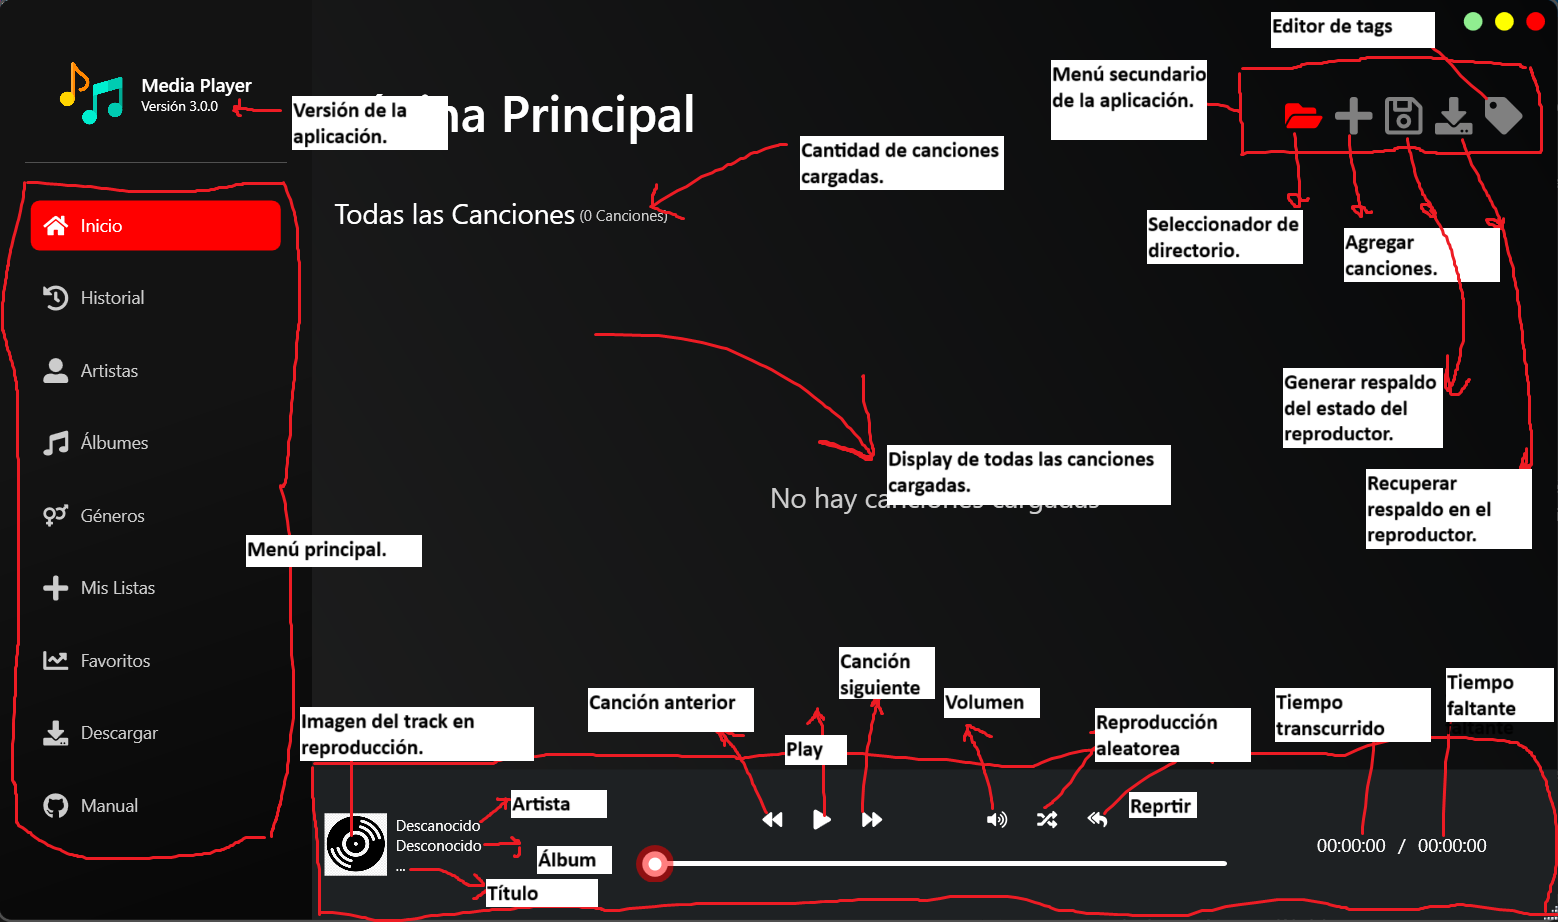 Editor de tags
Media Player
Versión 3.0.0
Versión de la
aplicación.
na Principal
Menú secundario
de la aplicación.
Cantidad de canciones
cargadas.
Todas las Canciones (0 Canciones)
Seleccionador de
directorio.
Agregar
canciones.
Inicio
Historial
Artistas
Álbumes
Géneros
Mis Listas
Favoritos
Descargar
Manual
Menú principal.
Generar respaldo
del estado del
reproductor.
Display de todas las canciones
cargadas.
No hay canciones cargadas
Recuperar
respaldo en el
reproductor.
Imagen del track en
reproducción.
Canción anterior
Play
Canción
siguiente
Volumen
Reproducción
aleatorea
Reprtir
Tiempo
transcurrido
Tiempo
faltante
faltante
Artista
Descanocido
Desconocido
...
Álbum
Título
00:00:00 / 00:00:00